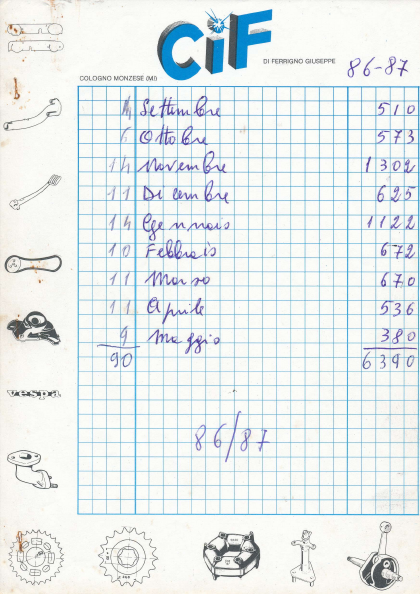 CiF
DI FERRIGNO GIUSEPPE
COLOGNO MONZESE (MI)
86-87
4 Settembre 510
6 Ottobre 573
14 Novembre 1302
11 Dicembre 625
14 Gennaio 1122
10 Febbraio 672
11 Marzo 670
11 Aprile 536
9 Maggio 380
90 6390
vespa
86/87